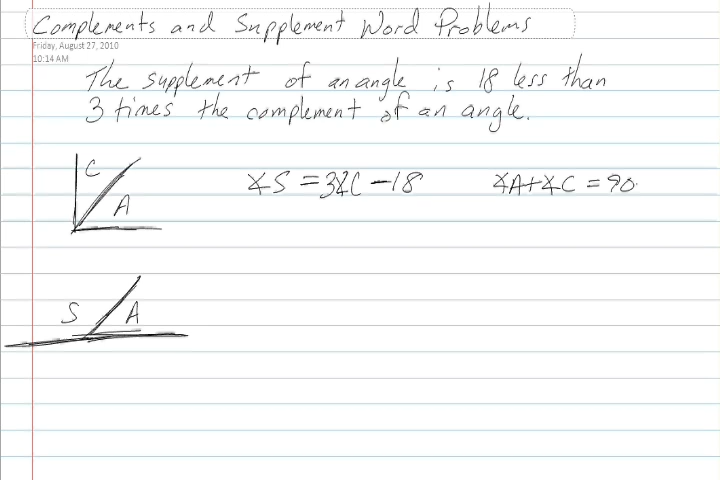 Complements and Supplement Word Problems
Friday, August 27, 2010
10:14 AM
The supplement of an angle is 18 less than
3 times the complement of an angle.
C
A
∡S = 3∡C - 18
∡A + ∡C = 90
S
A